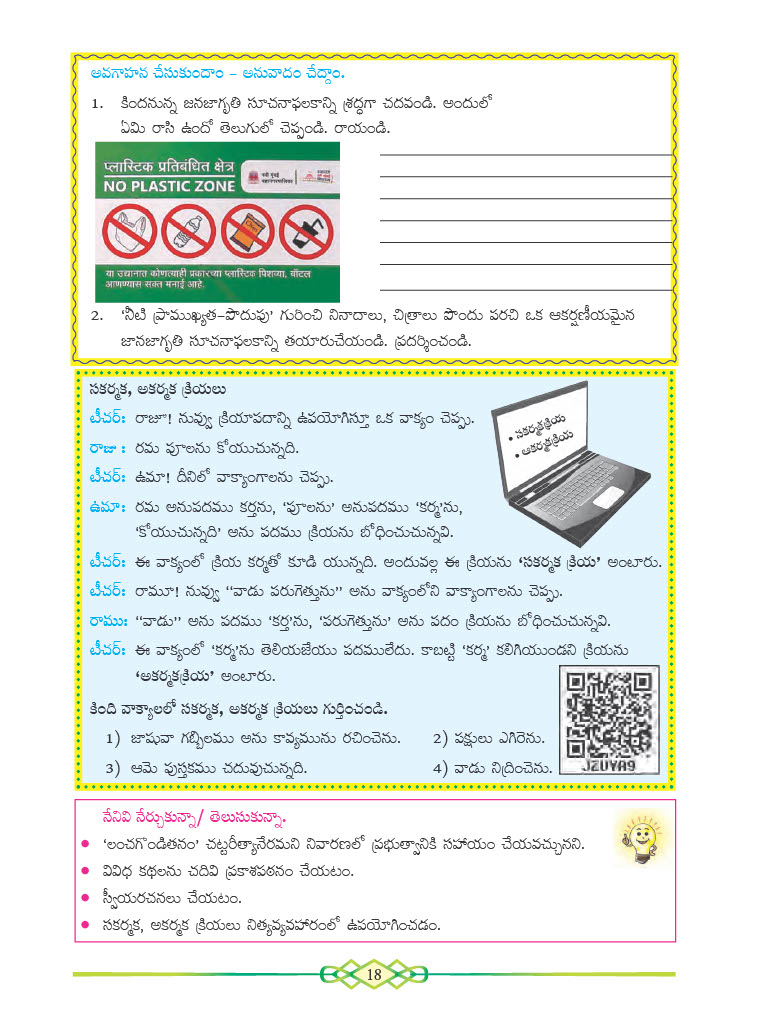 అవగాహన చేసుకుందాం – అనువాదం చేద్దాం.
1. కిందనున్న జనజాగృతి సూచనాఫలకాన్ని శ్రద్ధగా చదవండి. అందులో
ఏమి రాసి ఉందో తెలుగులో చెప్పండి. రాయండి.
प्लास्टिक प्रतिबंधित क्षेत्र
NO PLASTIC ZONE
नवी मुंबई
महानगरपालिका
या उद्यानात कोणत्याही प्रकारच्या प्लास्टिक पिशव्या, बॉटल
आणण्यास सक्त मनाई आहे.
2. ‘నీటి ప్రాముఖ్యత–పొదుపు’ గురించి నినాదాలు, చిత్రాలు పొందు పరచి ఒక ఆకర్షణీయమైన
జానజాగృతి సూచనాఫలకాన్ని తయారుచేయండి. ప్రదర్శించండి.
సకర్మక, అకర్మక క్రియలు
టీచర్: రాజూ! నువ్వు క్రియాపదాన్ని ఉపయోగిస్తూ ఒక వాక్యం చెప్పు.
రాజు : రమ పూలను కోయుచున్నది.
టీచర్: ఉమా! దీనిలో వాక్యాంగాలను చెప్పు.
ఉమా: రమ అనుపదము కర్తను, ‘పూలను’ అనుపదము ‘కర్మ’ను,
‘కోయుచున్నది’ అను పదము క్రియను బోధించుచున్నవి.
• సకర్మకక్రియ
• అకర్మకక్రియ
టీచర్: ఈ వాక్యంలో క్రియ కర్మతో కూడి యున్నది. అందువల్ల ఈ క్రియను ‘సకర్మక క్రియ’ అంటారు.
టీచర్: రామూ! నువ్వు “వాడు పరుగెత్తును” అను వాక్యంలోని వాక్యాంగాలను చెప్పు.
రాము: “వాడు” అను పదము ‘కర్త’ను, ‘పరుగెత్తును’ అను పదం క్రియను బోధించుచున్నవి.
టీచర్: ఈ వాక్యంలో ‘కర్మ’ను తెలియజేయు పదములేదు. కాబట్టి ‘కర్మ’ కలిగియుండని క్రియను
‘అకర్మకక్రియ’ అంటారు.
కింది వాక్యాలలో సకర్మక, అకర్మక క్రియలు గుర్తించండి.
1) జాషువా గబ్బిలము అను కావ్యమును రచించెను. 2) పక్షులు ఎగిరెను.
3) ఆమె పుస్తకము చదువుచున్నది. 4) వాడు నిద్రించెను.
JZUYA9
నేనివి నేర్చుకున్నా/ తెలుసుకున్నా.
• ‘లంచగొండితనం’ చట్టరీత్యానేరమని నివారణలో ప్రభుత్వానికి సహాయం చేయవచ్చునని.
• వివిధ కథలను చదివి ప్రకాశపఠనం చేయటం.
• స్వీయరచనలు చేయటం.
• సకర్మక, అకర్మక క్రియలు నిత్యవ్యవహారంలో ఉపయోగించడం.
18